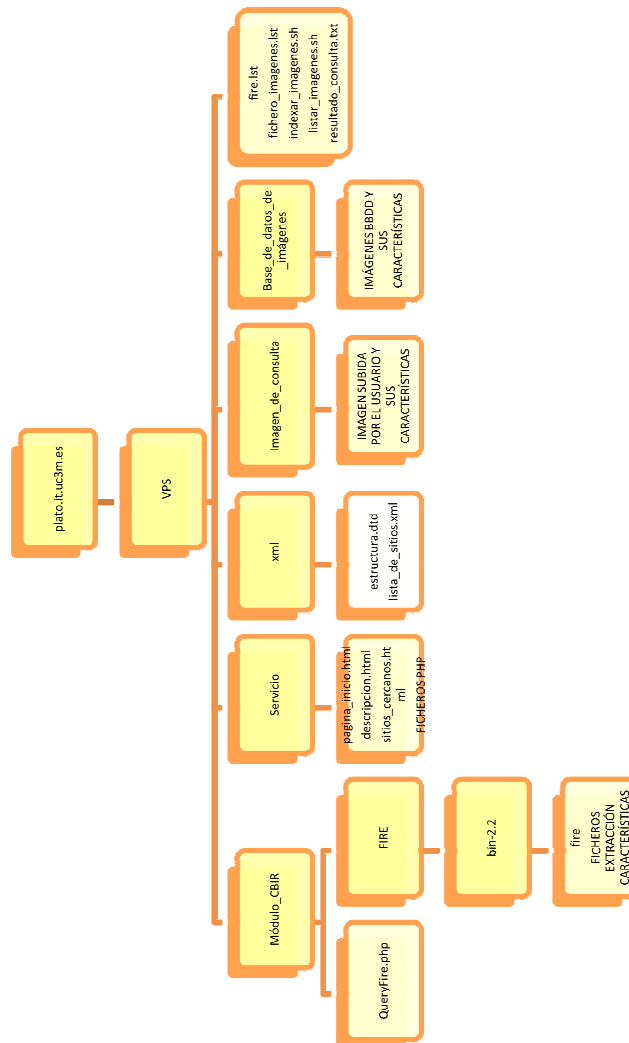 plato.it.uc3m.es
VPS
Módulo_CBIR
Servicio
xml
Imagen_de_consulta
Base_de_datos_de
_imágenes
fire.lst
fichero_imagenes.lst
indexar_imagenes.sh
listar_imagenes.sh
resultado_consulta.txt
QueryFire.php
FIRE
pagina_inicio.html
descripcion.html
sitios_cercanos.ht
ml
FICHEROS PHP
estructura.dtd
lista_de_sitios.xml
IMAGEN SUBIDA
POR EL USUARIO Y
SUS
CARACTERÍSTICAS
IMÁGENES BBDD Y
SUS
CARACTERÍSTICAS
bin-2.2
fire
FICHEROS
EXTRACCIÓN
CARACTERÍSTICAS